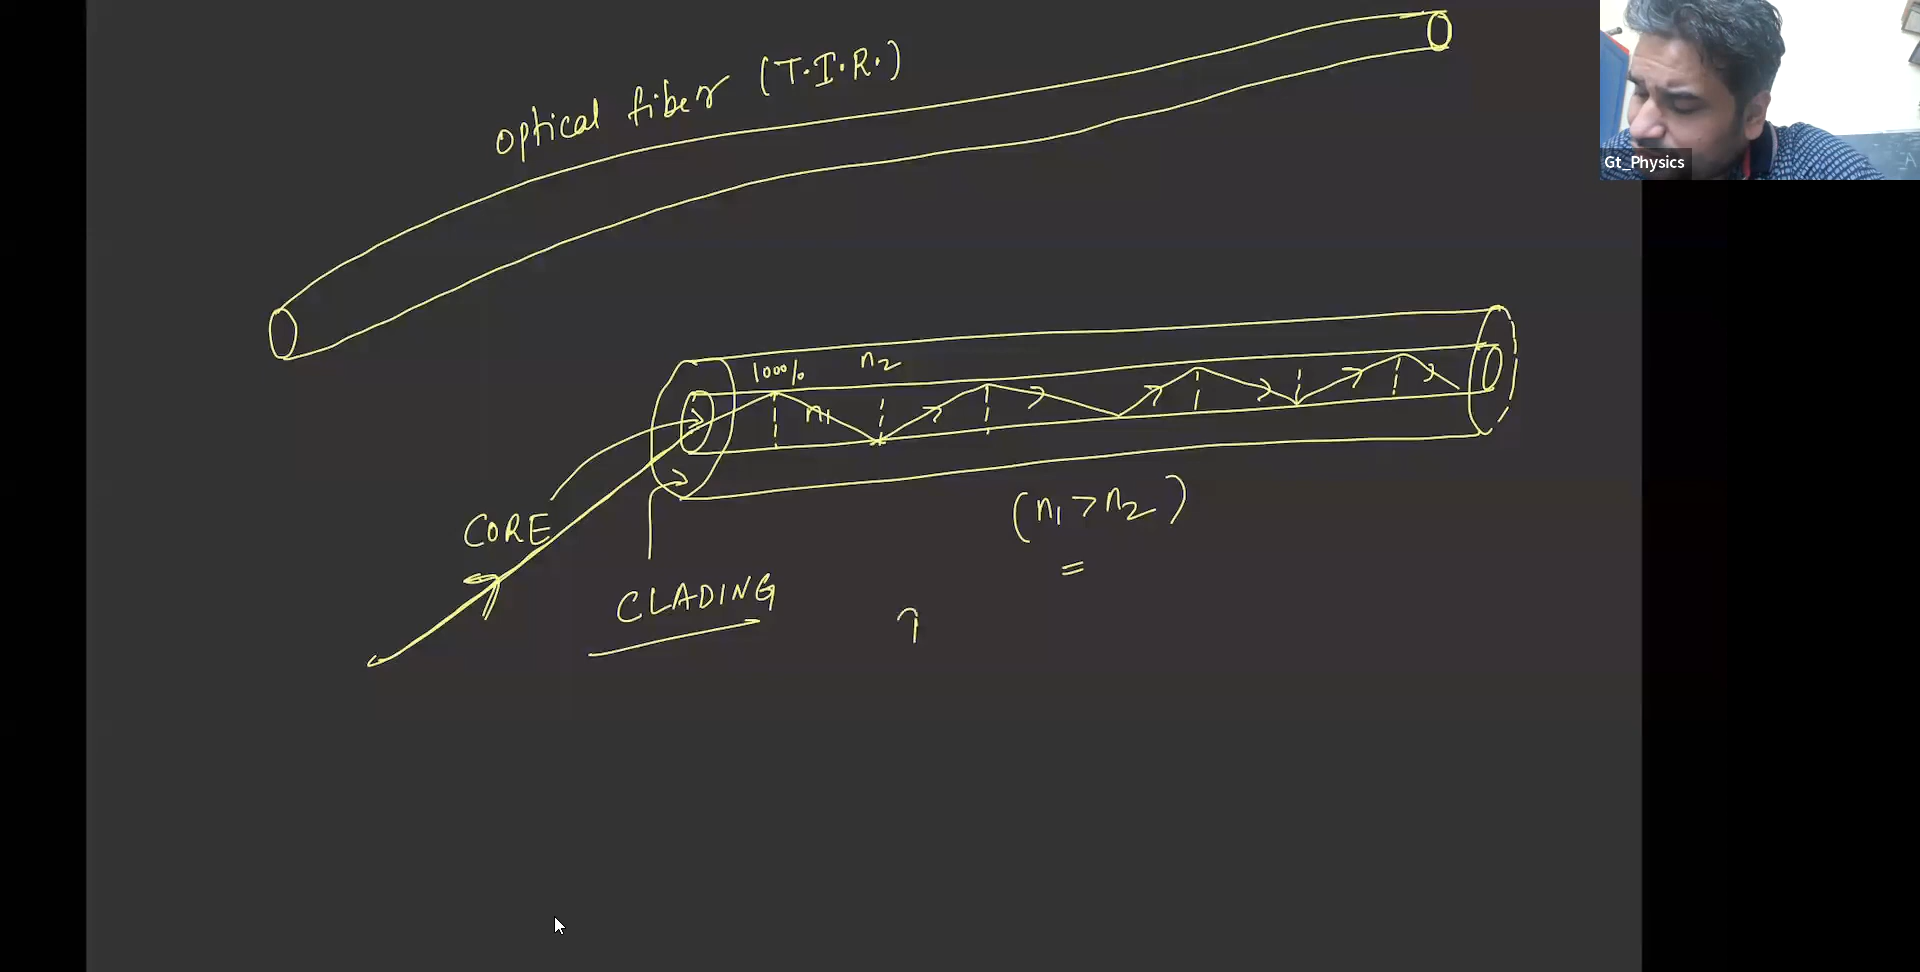 optical fiber (T.I.R.)
Gt_Physics
100% n2
n1
CORE
(n1 > n2)
=
CLADING